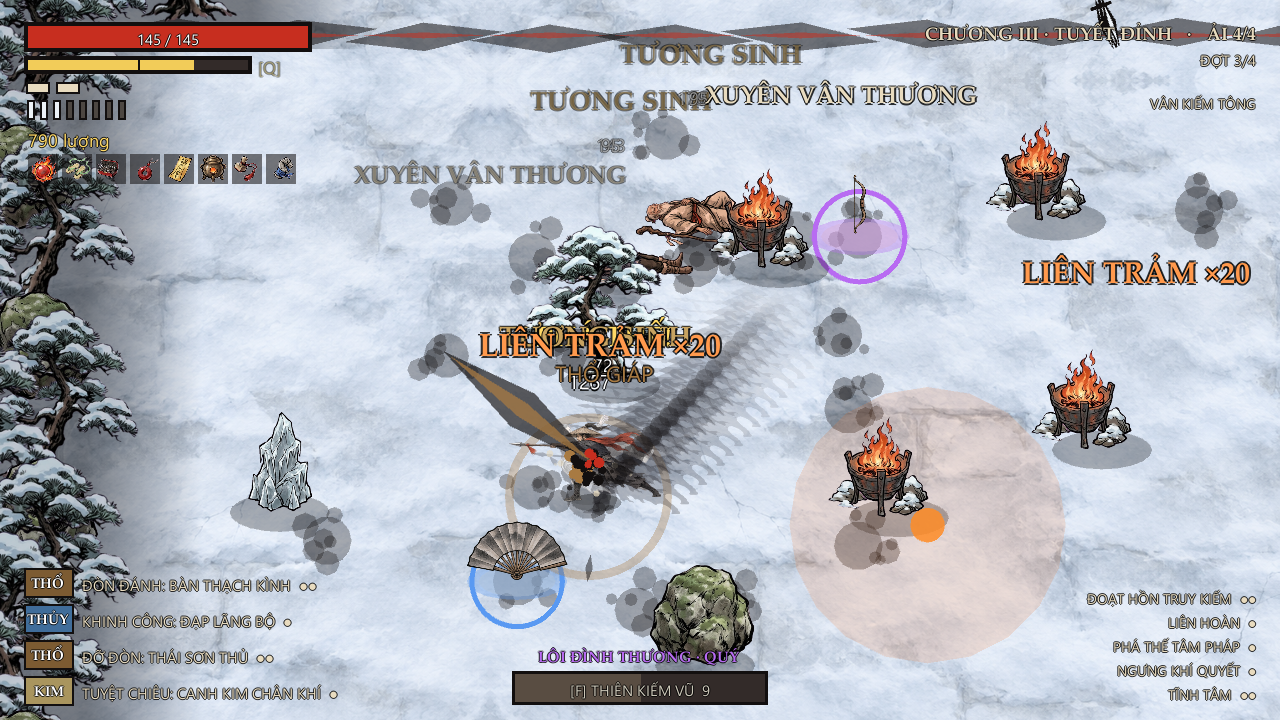 145 / 145
[Q]
790 lượng
CHƯƠNG III · TUYỆT ĐỈNH · ẢI 4/4
ĐỢT 3/4
VÂN KIẾM TÔNG
TƯƠNG SINH
TƯƠNG SINH
XUYÊN VÂN THƯƠNG
1953
XUYÊN VÂN THƯƠNG
LIÊN TRẢM ×20
LIÊN TRẢM ×20
THỔ GIÁP
THỔ ĐÒN ĐÁNH: BÀN THẠCH KÌNH
THỦY KHINH CÔNG: ĐẠP LÃNG BỘ
THỔ ĐỠ ĐÒN: THÁI SƠN THỦ
KIM TUYỆT CHIÊU: CANH KIM CHÂN KHÍ
LÔI ĐÌNH THƯƠNG · QUÝ
[F] THIÊN KIẾM VŨ 9
ĐOẠT HỒN TRUY KIẾM
LIÊN HOÀN
PHÁ THẾ TÂM PHÁP
NGƯNG KHÍ QUYẾT
TĨNH TÂM